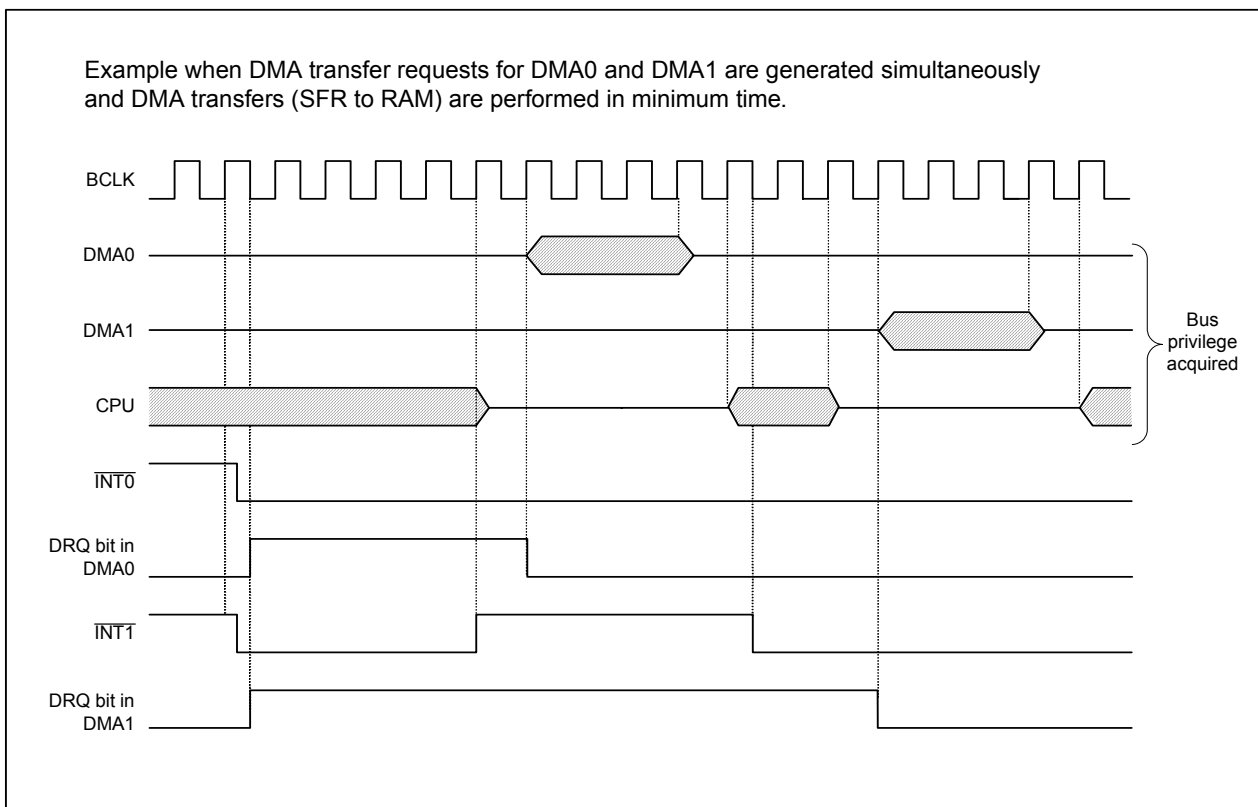 Example when DMA transfer requests for DMA0 and DMA1 are generated simultaneously
and DMA transfers (SFR to RAM) are performed in minimum time.
BCLK
DMA0
DMA1
Bus
privilege
acquired
CPU
INT0
DRQ bit in
DMA0
INT1
DRQ bit in
DMA1